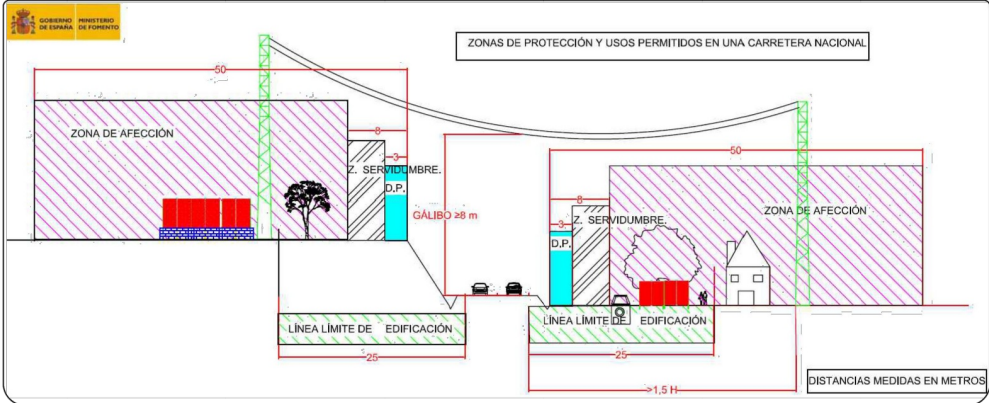 GOBIERNO DE ESPAÑA
MINISTERIO DE FOMENTO
ZONAS DE PROTECCIÓN Y USOS PERMITIDOS EN UNA CARRETERA NACIONAL
50
ZONA DE AFECCIÓN
8
3
Z. SERVIDUMBRE.
D.P.
GÁLIBO ≥8 m
50
8
3
Z. SERVIDUMBRE.
D.P.
ZONA DE AFECCIÓN
LÍNEA LÍMITE DE EDIFICACIÓN
25
LÍNEA LÍMITE DE EDIFICACIÓN
25
>1,5 H
DISTANCIAS MEDIDAS EN METROS